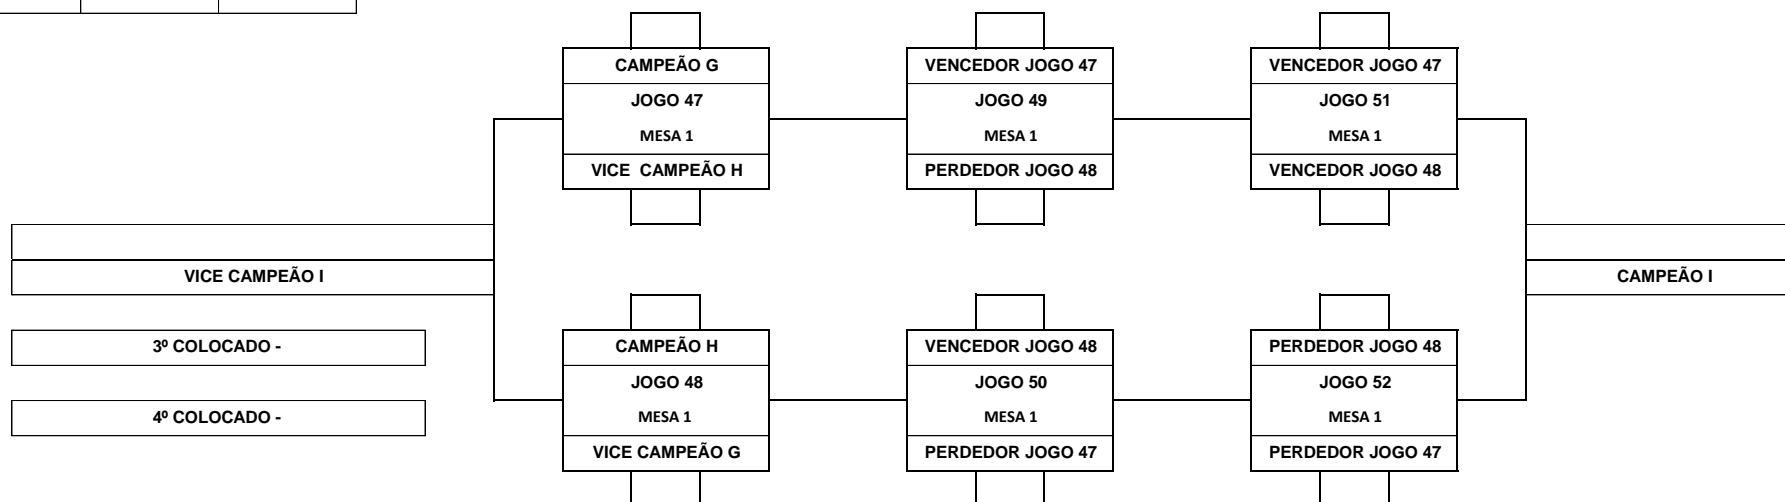 CAMPEÃO G
JOGO 47
MESA 1
VICE  CAMPEÃO H
VENCEDOR JOGO 47
JOGO 49
MESA 1
PERDEDOR JOGO 48
VENCEDOR JOGO 47
JOGO 51
MESA 1
VENCEDOR JOGO 48
VICE CAMPEÃO I
CAMPEÃO I
3º COLOCADO -
4º COLOCADO -
CAMPEÃO H
JOGO 48
MESA 1
VICE CAMPEÃO G
VENCEDOR JOGO 48
JOGO 50
MESA 1
PERDEDOR JOGO 47
PERDEDOR JOGO 48
JOGO 52
MESA 1
PERDEDOR JOGO 47